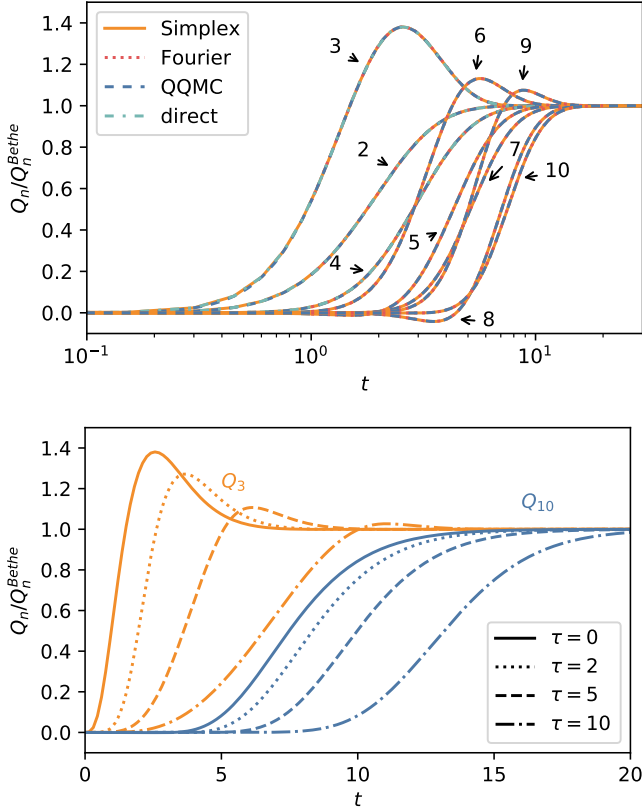 1.4
1.2
1.0
0.8
0.6
0.4
0.2
0.0
Q_n/Q_n^{Bethe}
Simplex
Fourier
QQMC
direct
3
6
9
2
7
10
5
4
8
10^{-1}
10^0
10^1
t
1.4
1.2
1.0
0.8
0.6
0.4
0.2
0.0
Q_n/Q_n^{Bethe}
Q_3
Q_{10}
τ = 0
τ = 2
τ = 5
τ = 10
0 5 10 15 20
t